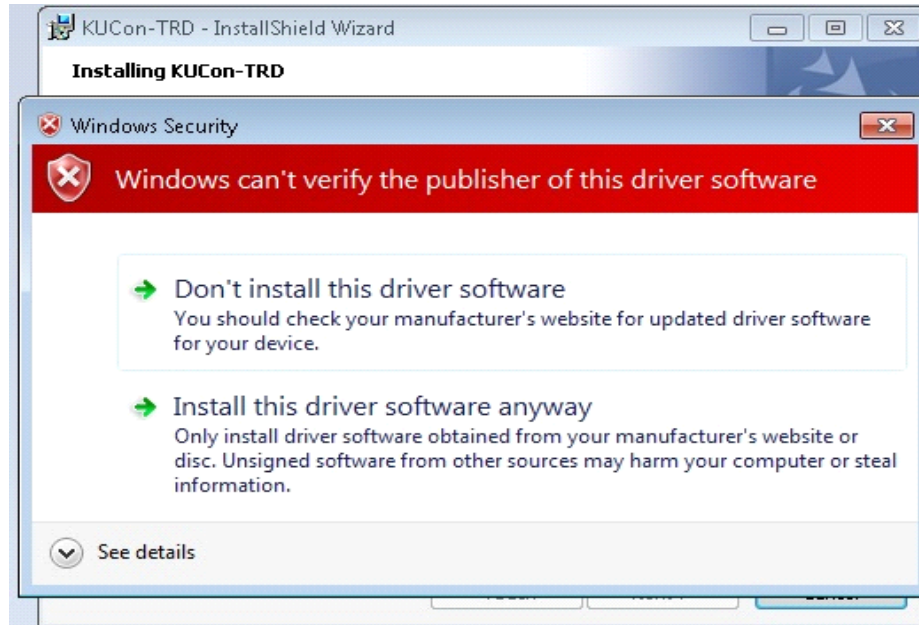 KUCon-TRD - InstallShield Wizard
Installing KUCon-TRD
Windows Security
Windows can't verify the publisher of this driver software
Don't install this driver software
You should check your manufacturer's website for updated driver software
for your device.
Install this driver software anyway
Only install driver software obtained from your manufacturer's website or
disc. Unsigned software from other sources may harm your computer or steal
information.
See details